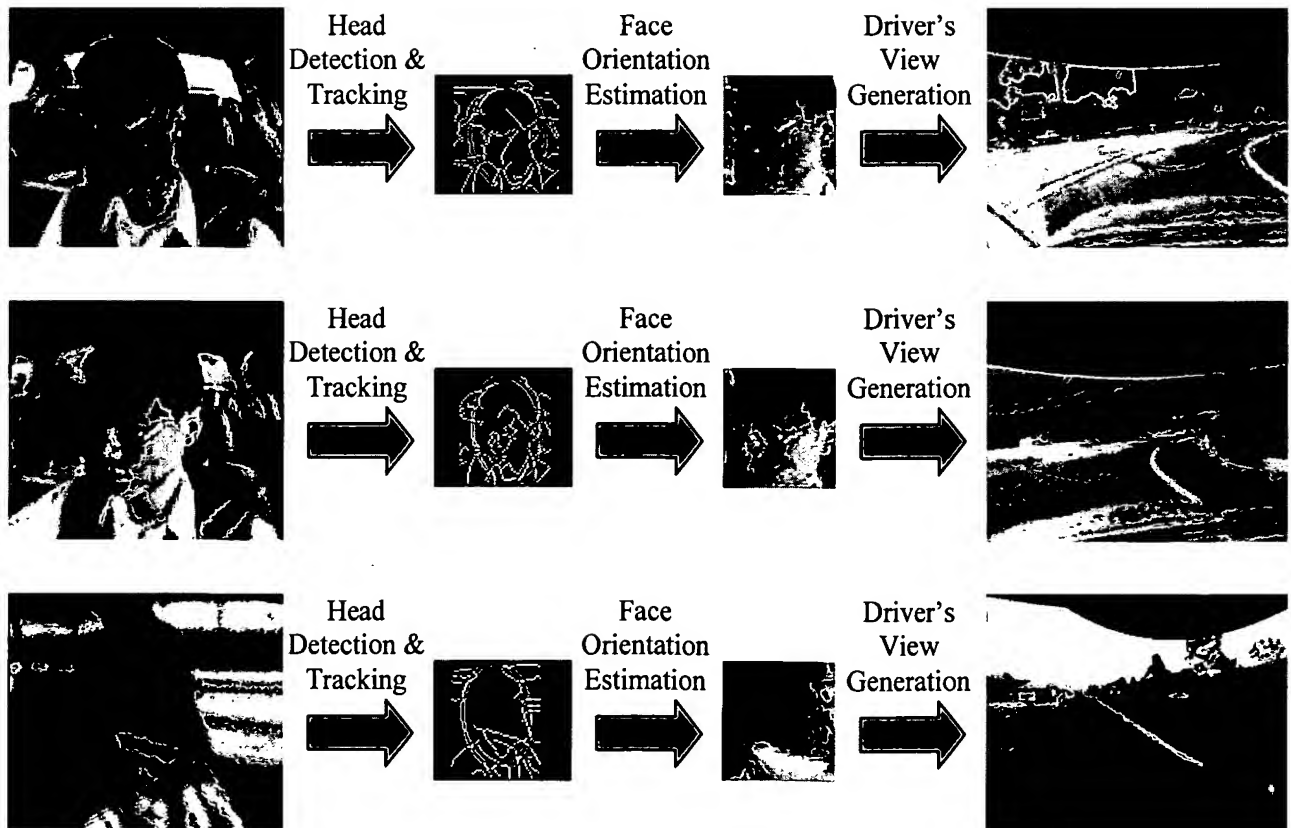 Head
Detection &
Tracking
Face
Orientation
Estimation
Driver's
View
Generation
Head
Detection &
Tracking
Face
Orientation
Estimation
Driver's
View
Generation
Head
Detection &
Tracking
Face
Orientation
Estimation
Driver's
View
Generation